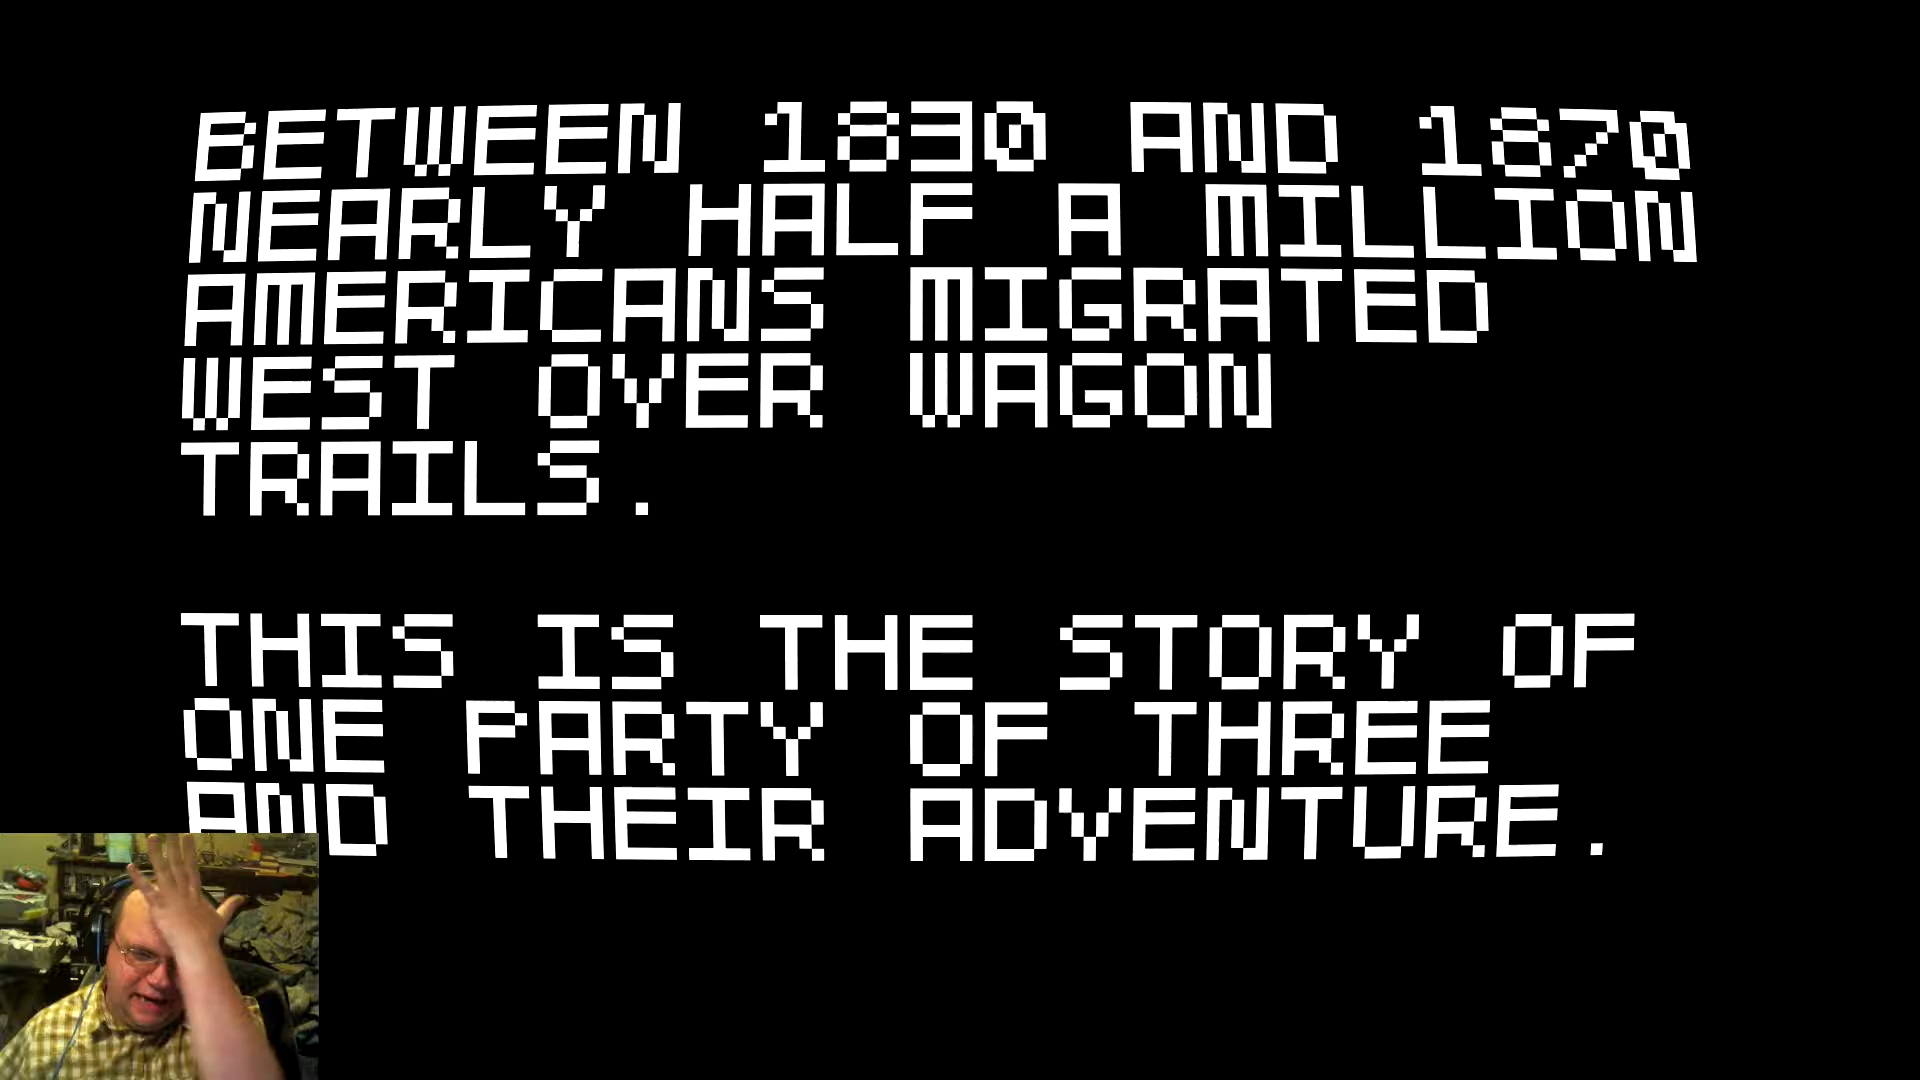 BETWEEN 1830 AND 1870
NEARLY HALF A MILLION
AMERICANS MIGRATED
WEST OVER WAGON
TRAILS.
THIS IS THE STORY OF
ONE PARTY OF THREE
AND THEIR ADVENTURE.